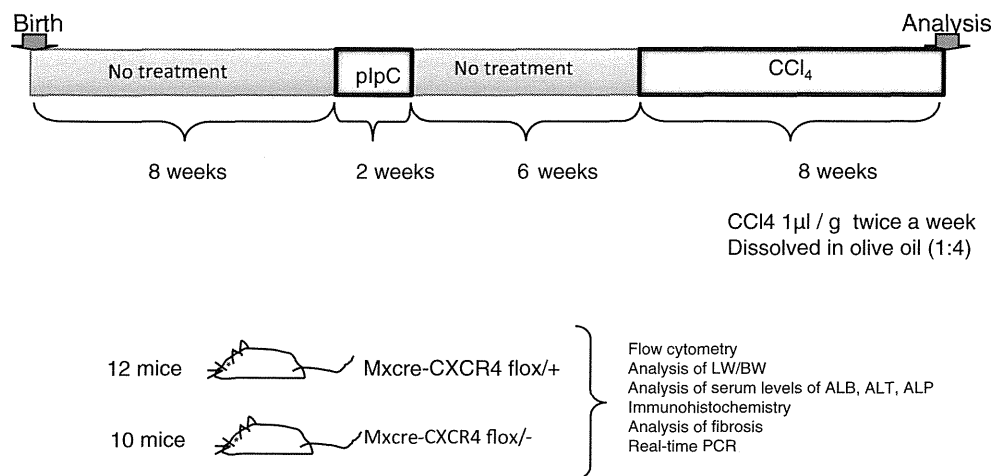 Birth
Analysis
No treatment
pIpC
No treatment
CCl4
8 weeks
2 weeks
6 weeks
8 weeks
CCl4 1µl / g twice a week
Dissolved in olive oil (1:4)
12 mice
Mxcre-CXCR4 flox/+
10 mice
Mxcre-CXCR4 flox/-
Flow cytometry
Analysis of LW/BW
Analysis of serum levels of ALB, ALT, ALP
Immunohistochemistry
Analysis of fibrosis
Real-time PCR